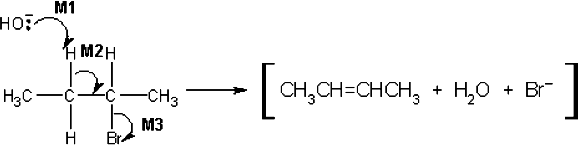 M1
HO:⁻
H M2 H
H₃C C C CH₃ CH₃CH=CHCH₃ + H₂O + Br⁻
H Br M3